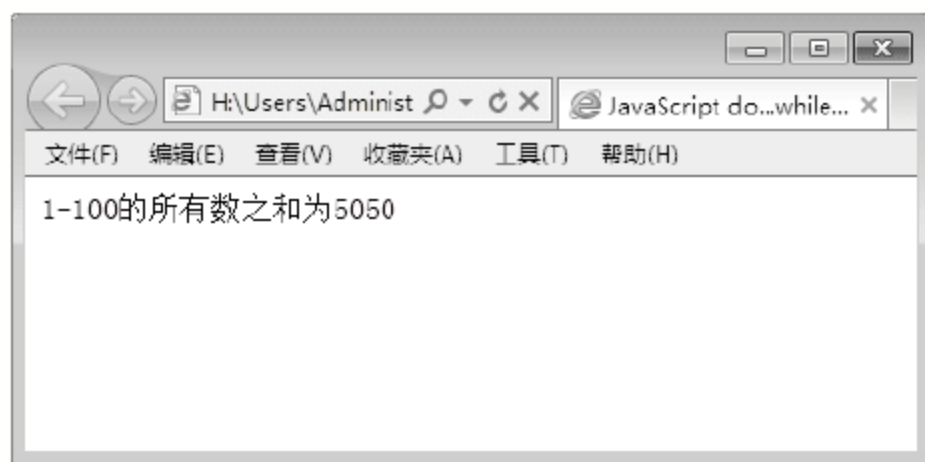 H:\Users\Administ
JavaScript do...while...
文件(F) 编辑(E) 查看(V) 收藏夹(A) 工具(T) 帮助(H)
1-100的所有数之和为5050